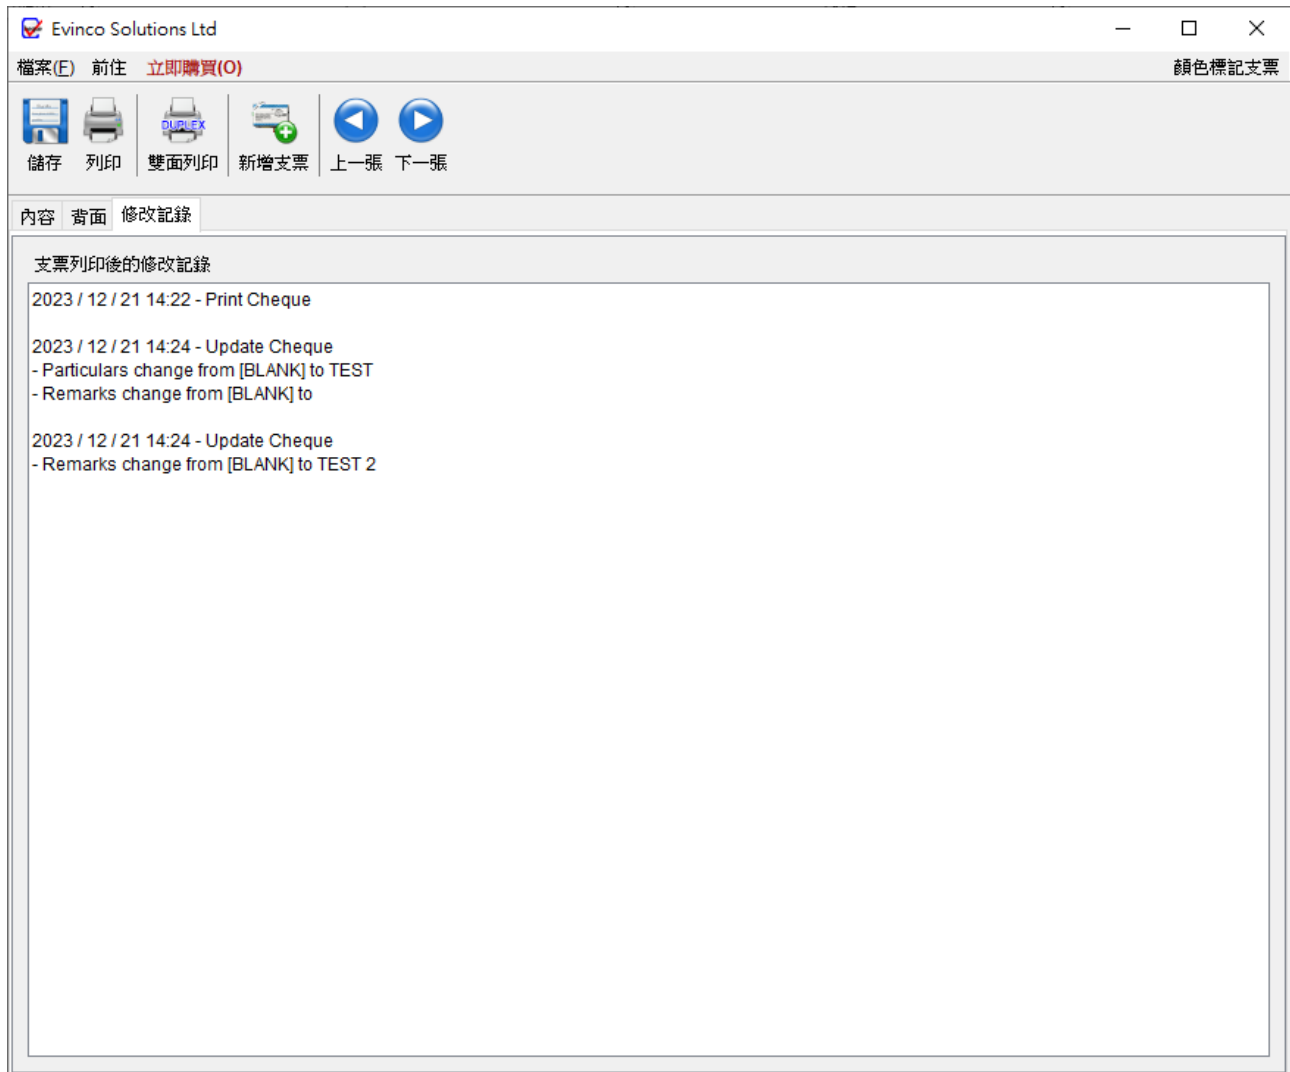 Evinco Solutions Ltd
檔案(F) 前往 立即購買(O) 顏色標記支票
DUPLEX
儲存 列印 雙面列印 新增支票 上一張 下一張
內容 背面 修改記錄
支票列印後的修改記錄
2023 / 12 / 21 14:22 - Print Cheque
2023 / 12 / 21 14:24 - Update Cheque
- Particulars change from [BLANK] to TEST
- Remarks change from [BLANK] to
2023 / 12 / 21 14:24 - Update Cheque
- Remarks change from [BLANK] to TEST 2